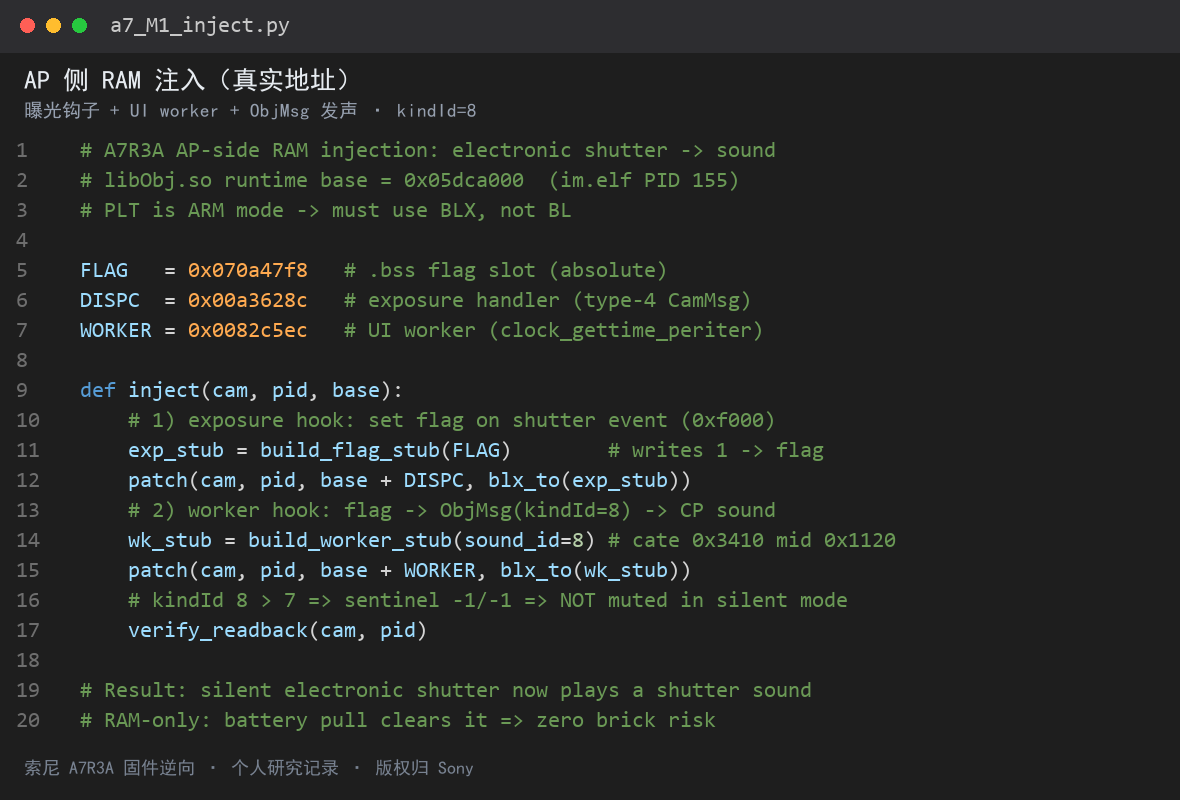 a7_M1_inject.py
AP 侧 RAM 注入（真实地址）
曝光钩子 + UI worker + ObjMsg 发声 · kindId=8
1 # A7R3A AP-side RAM injection: electronic shutter -> sound
2 # libObj.so runtime base = 0x05dca000 (im.elf PID 155)
3 # PLT is ARM mode -> must use BLX, not BL
4
5 FLAG = 0x070a47f8 # .bss flag slot (absolute)
6 DISPC = 0x00a3628c # exposure handler (type-4 CamMsg)
7 WORKER = 0x0082c5ec # UI worker (clock_gettime_periter)
8
9 def inject(cam, pid, base):
10 # 1) exposure hook: set flag on shutter event (0xf000)
11 exp_stub = build_flag_stub(FLAG) # writes 1 -> flag
12 patch(cam, pid, base + DISPC, blx_to(exp_stub))
13 # 2) worker hook: flag -> ObjMsg(kindId=8) -> CP sound
14 wk_stub = build_worker_stub(sound_id=8) # cate 0x3410 mid 0x1120
15 patch(cam, pid, base + WORKER, blx_to(wk_stub))
16 # kindId 8 > 7 => sentinel -1/-1 => NOT muted in silent mode
17 verify_readback(cam, pid)
18
19 # Result: silent electronic shutter now plays a shutter sound
20 # RAM-only: battery pull clears it => zero brick risk
索尼 A7R3A 固件逆向 · 个人研究记录 · 版权归 Sony